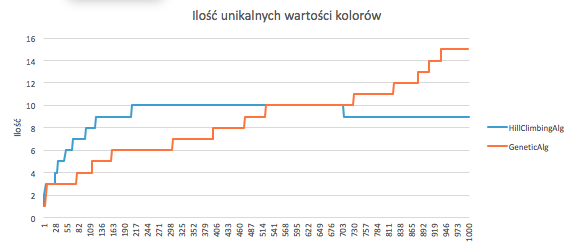 Ilość unikalnych wartości kolorów
16
14
12
10
8
6
4
2
0
Ilość
1 28 55 82 109 136 163 190 217 244 271 298 325 352 379 406 433 460 487 514 541 568 595 622 649 676 703 730 757 784 811 838 865 892 919 946 973 1000
HillClimbingAlg
GeneticAlg